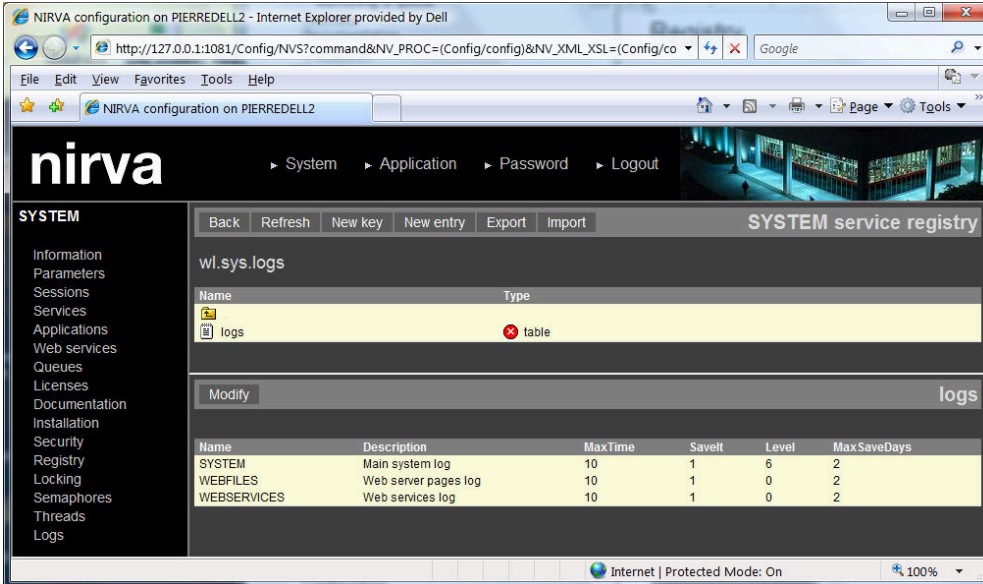 NIRVA configuration on PIERREDELL2 - Internet Explorer provided by Dell
http://127.0.0.1:1081/Config/NVS?command&NV_PROC=(Config/config)&NV_XML_XSL=(Config/co
Google
File Edit View Favorites Tools Help
NIRVA configuration on PIERREDELL2
Page Tools
nirva
System Application Password Logout
SYSTEM
Information
Parameters
Sessions
Services
Applications
Web services
Queues
Licenses
Documentation
Installation
Security
Registry
Locking
Semaphores
Threads
Logs
Back Refresh New key New entry Export Import SYSTEM service registry
wl.sys.logs
Name Type
..
logs table
Modify logs
Name Description MaxTime SaveIt Level MaxSaveDays
SYSTEM Main system log 10 1 6 2
WEBFILES Web server pages log 10 1 0 2
WEBSERVICES Web services log 10 1 0 2
Internet | Protected Mode: On 100%